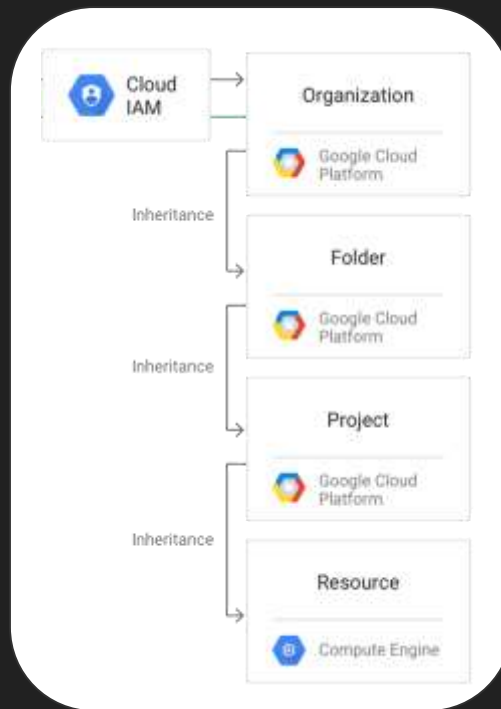 Cloud
IAM
Organization
Google Cloud
Platform
Inheritance
Folder
Google Cloud
Platform
Inheritance
Project
Google Cloud
Platform
Inheritance
Resource
Compute Engine